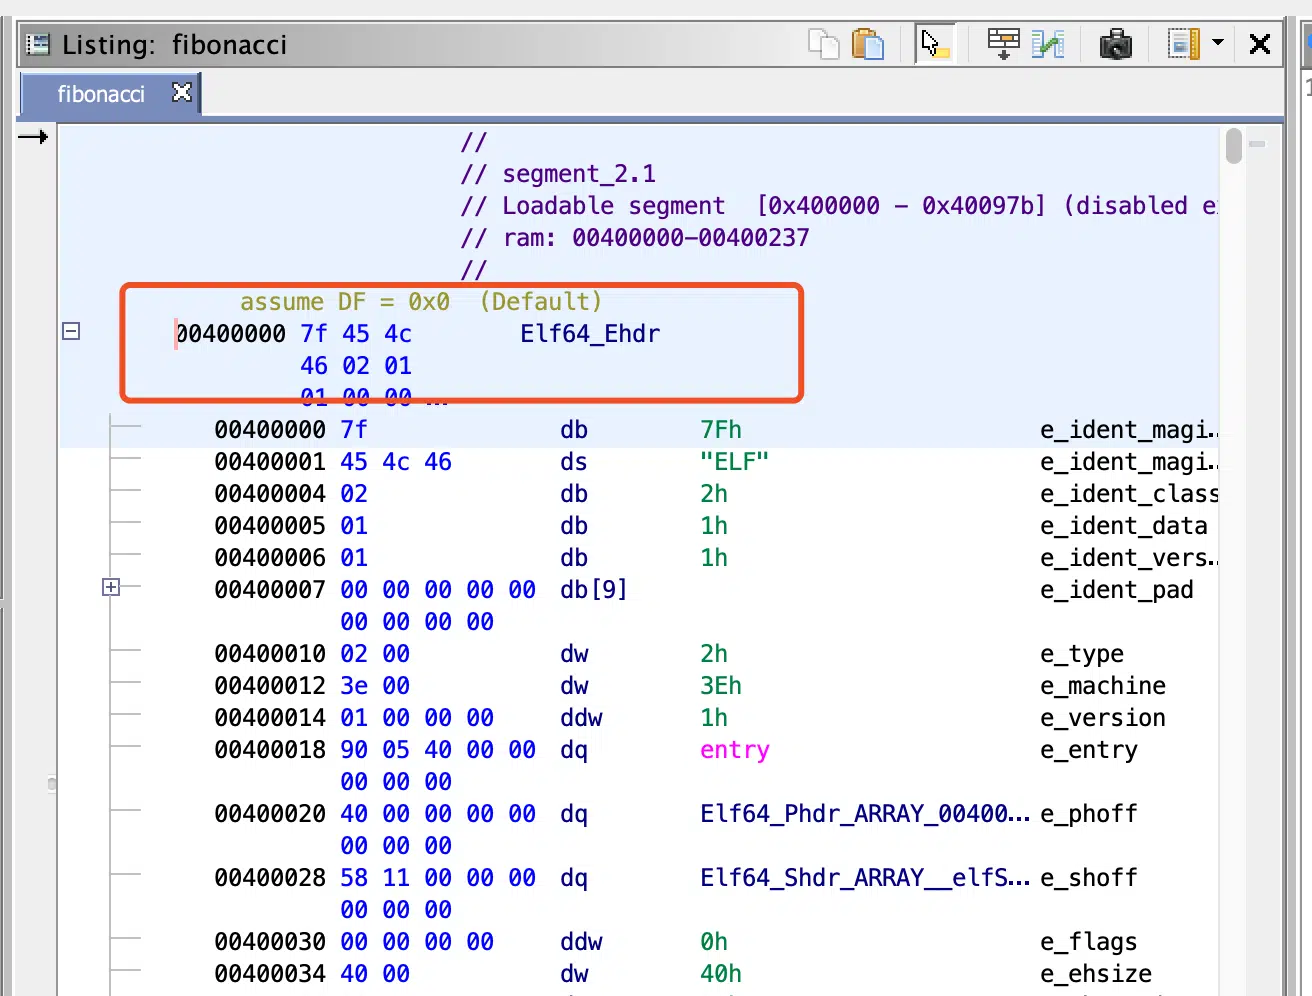 Listing: fibonacci
fibonacci
//
// segment_2.1
// Loadable segment [0x400000 - 0x40097b] (disabled e
// ram: 00400000-00400237
//
assume DF = 0x0 (Default)
00400000 7f 45 4c Elf64_Ehdr
46 02 01
01 00 00 ...
00400000 7f db 7Fh e_ident_magi...
00400001 45 4c 46 ds "ELF" e_ident_magi...
00400004 02 db 2h e_ident_class
00400005 01 db 1h e_ident_data
00400006 01 db 1h e_ident_vers...
00400007 00 00 00 00 00 db[9] e_ident_pad
00 00 00 00
00400010 02 00 dw 2h e_type
00400012 3e 00 dw 3Eh e_machine
00400014 01 00 00 00 ddw 1h e_version
00400018 90 05 40 00 00 dq entry e_entry
00 00 00
00400020 40 00 00 00 00 dq Elf64_Phdr_ARRAY_00400... e_phoff
00 00 00
00400028 58 11 00 00 00 dq Elf64_Shdr_ARRAY__elfS... e_shoff
00 00 00
00400030 00 00 00 00 ddw 0h e_flags
00400034 40 00 dw 40h e_ehsize